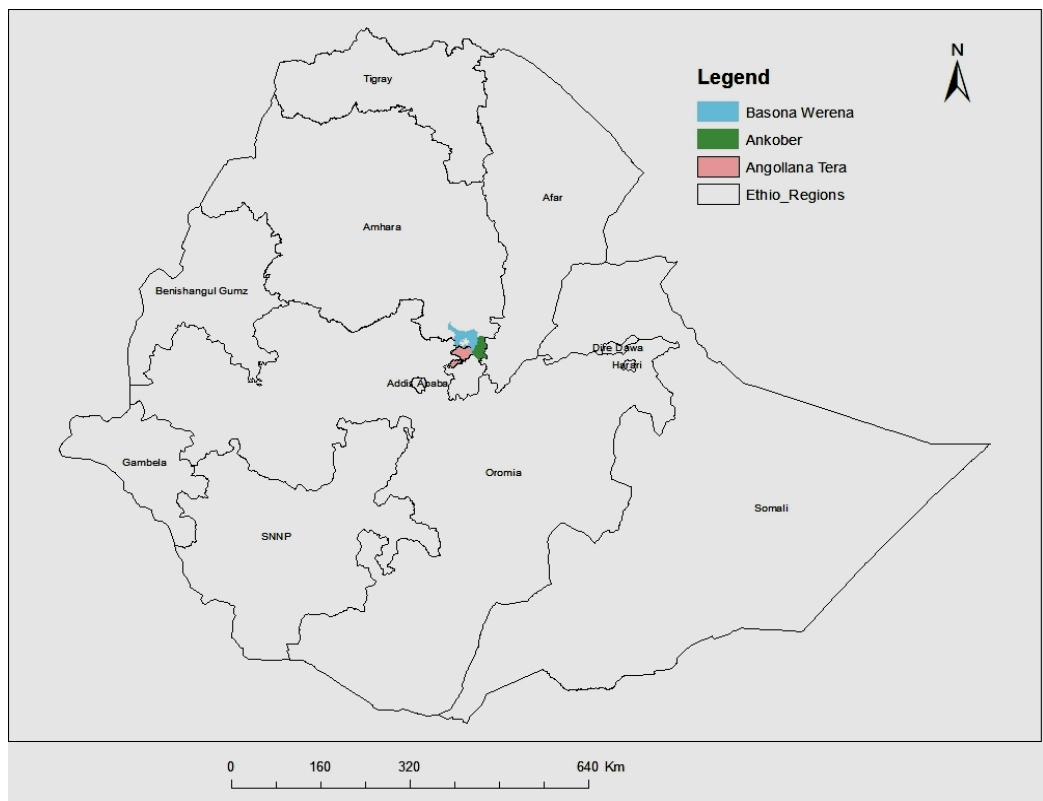 N
Legend
Basona Werena
Ankober
Angollana Tera
Ethio_Regions
Tigray
Afar
Amhara
Benishangul Gumz
Dire Dawa
Harari
Addis Ababa
Gambela
Oromia
Somali
SNNP
0 160 320 640 Km